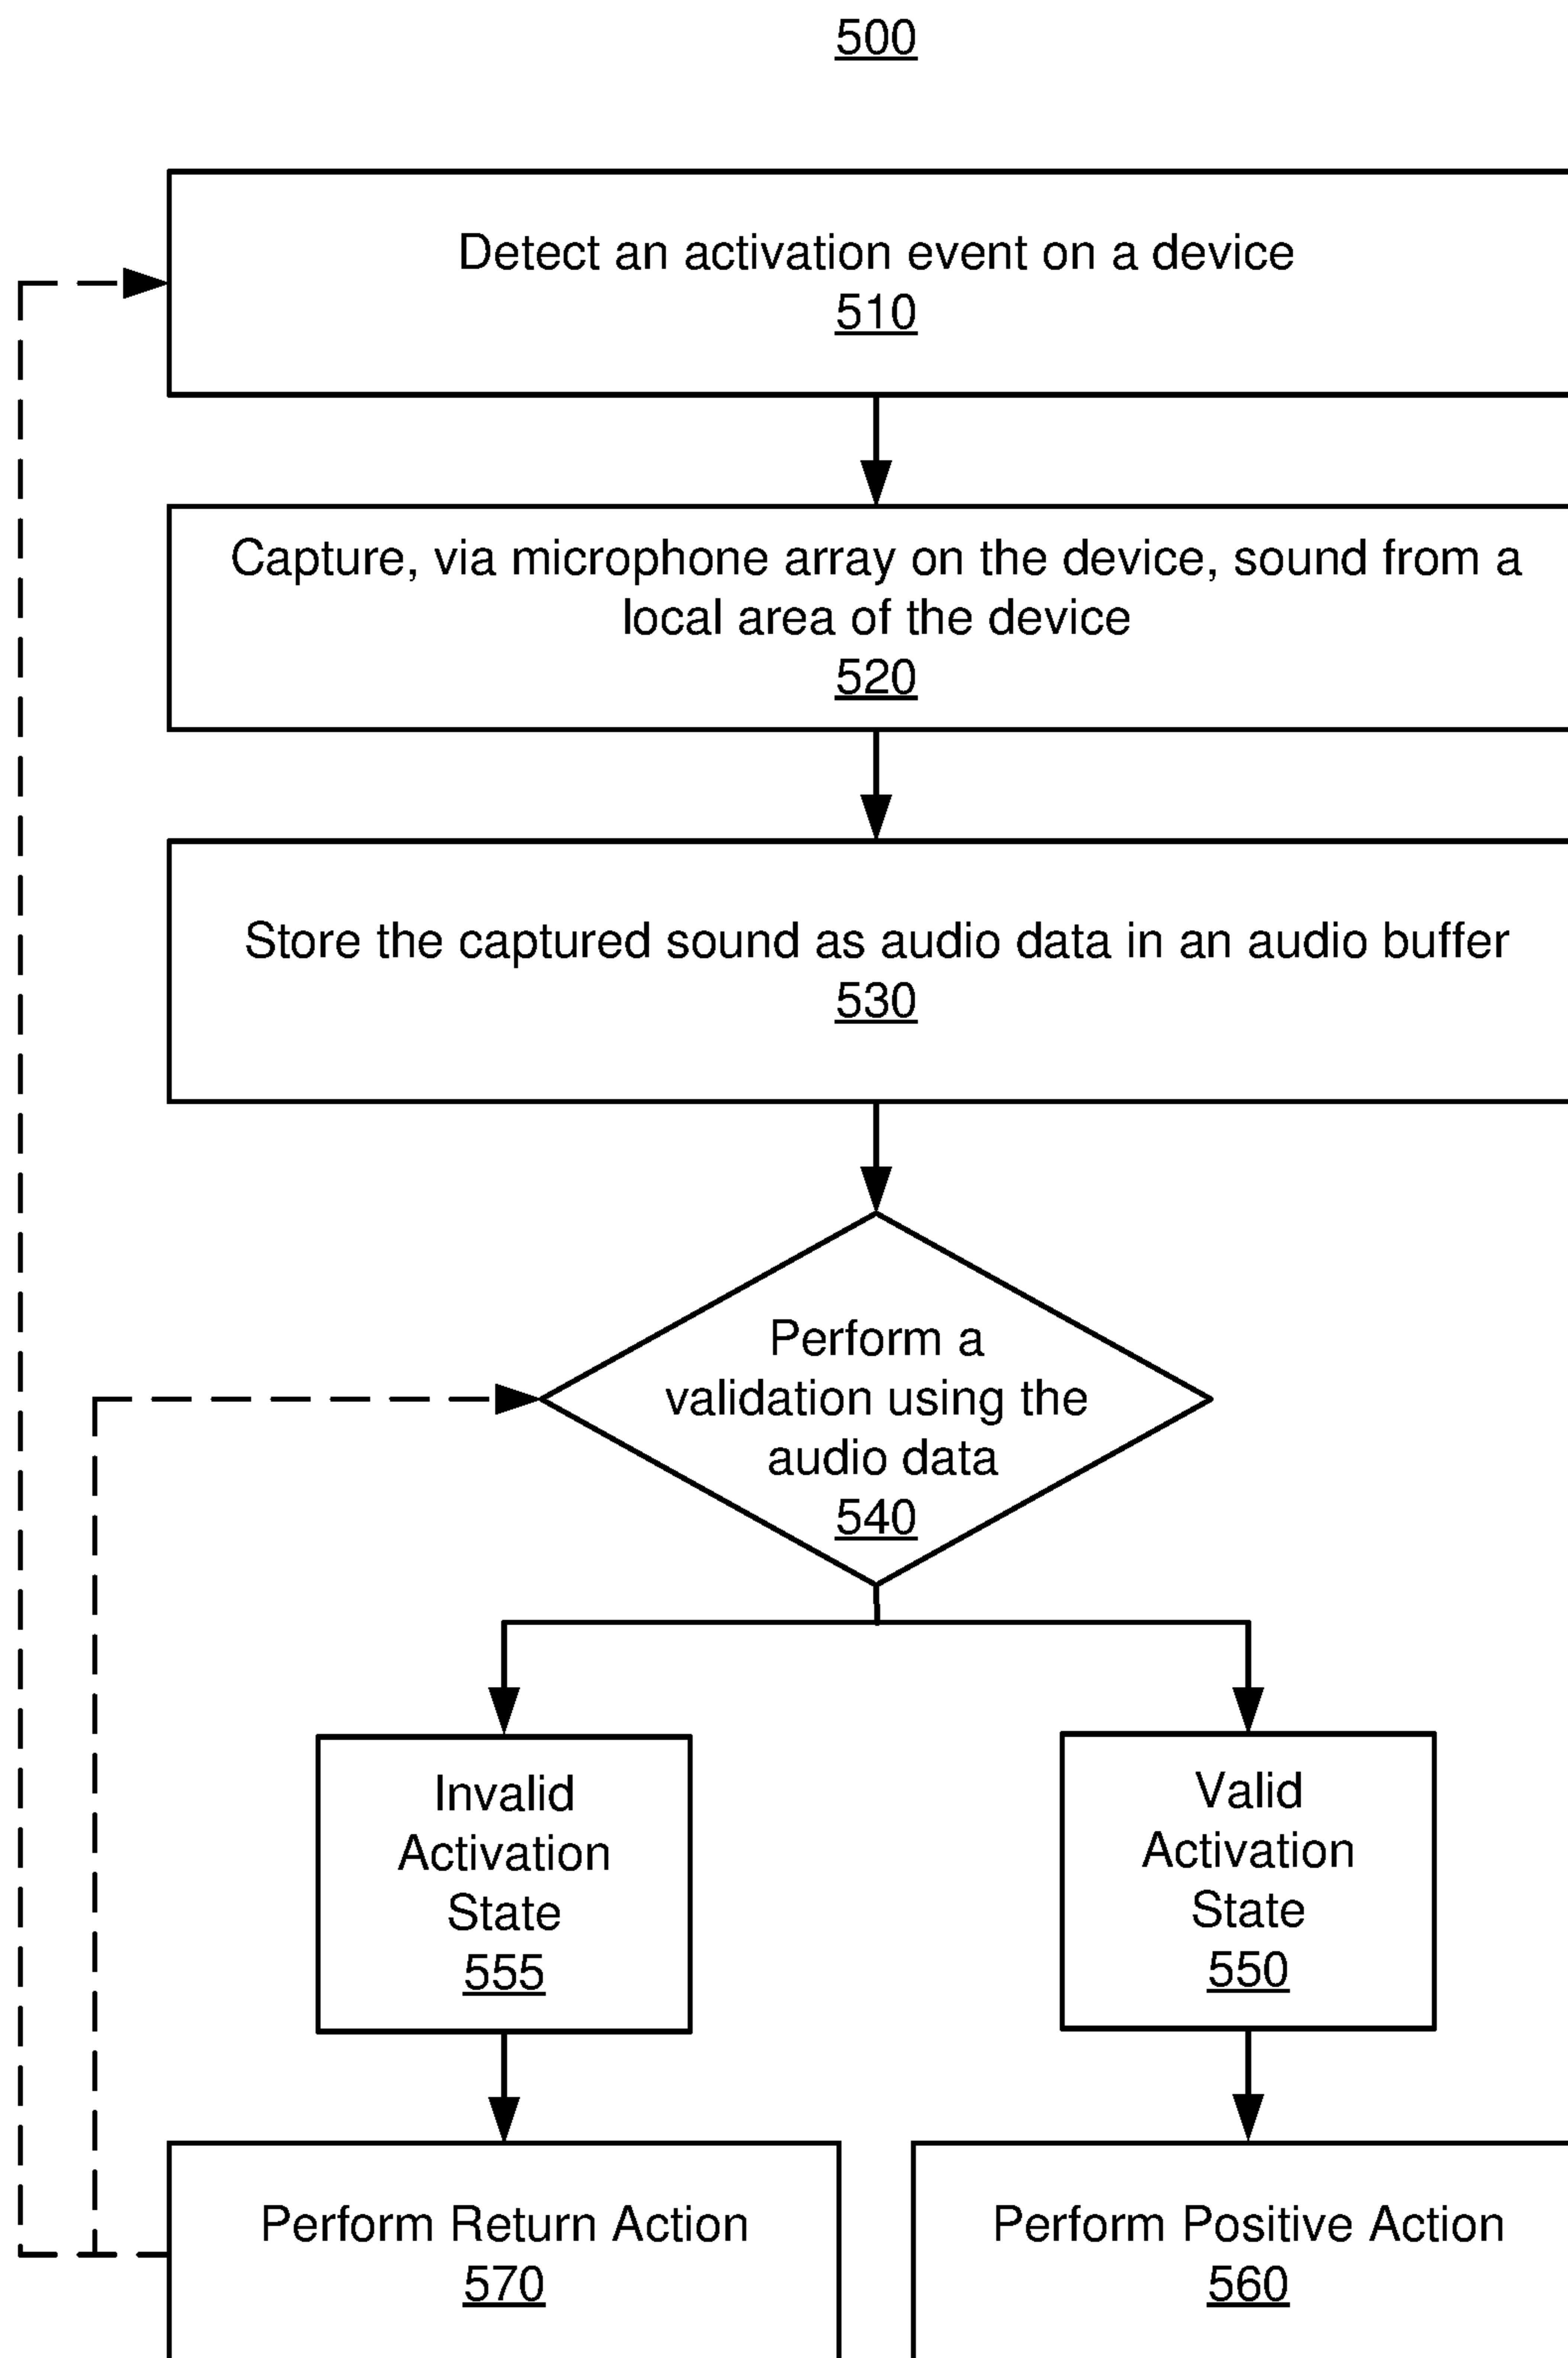 500
Detect an activation event on a device
510
Capture, via microphone array on the device, sound from a
local area of the device
520
Store the captured sound as audio data in an audio buffer
530
Perform a
validation using the
audio data
540
Invalid
Activation
State
555
Valid
Activation
State
550
Perform Return Action
570
Perform Positive Action
560